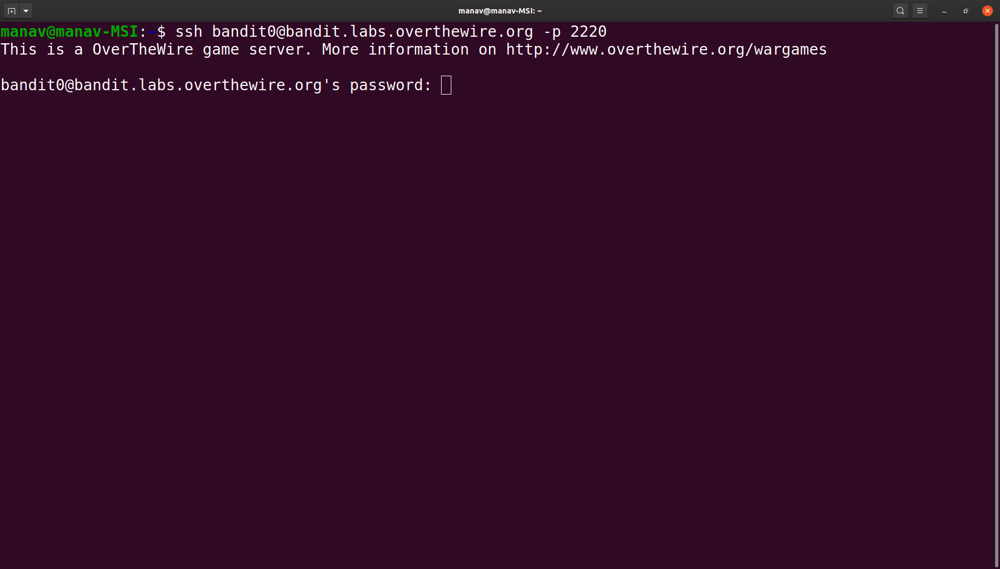 manav@manav-MSI: ~
manav@manav-MSI:~$ ssh bandit0@bandit.labs.overthewire.org -p 2220
This is a OverTheWire game server. More information on http://www.overthewire.org/wargames
bandit0@bandit.labs.overthewire.org's password: